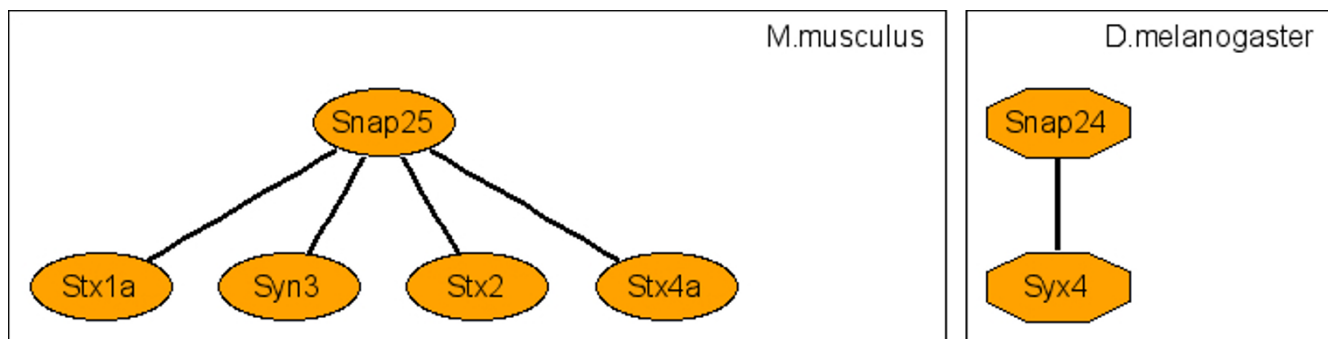 M.musculus
Snap25
Stx1a
Syn3
Stx2
Stx4a
D.melanogaster
Snap24
Syx4